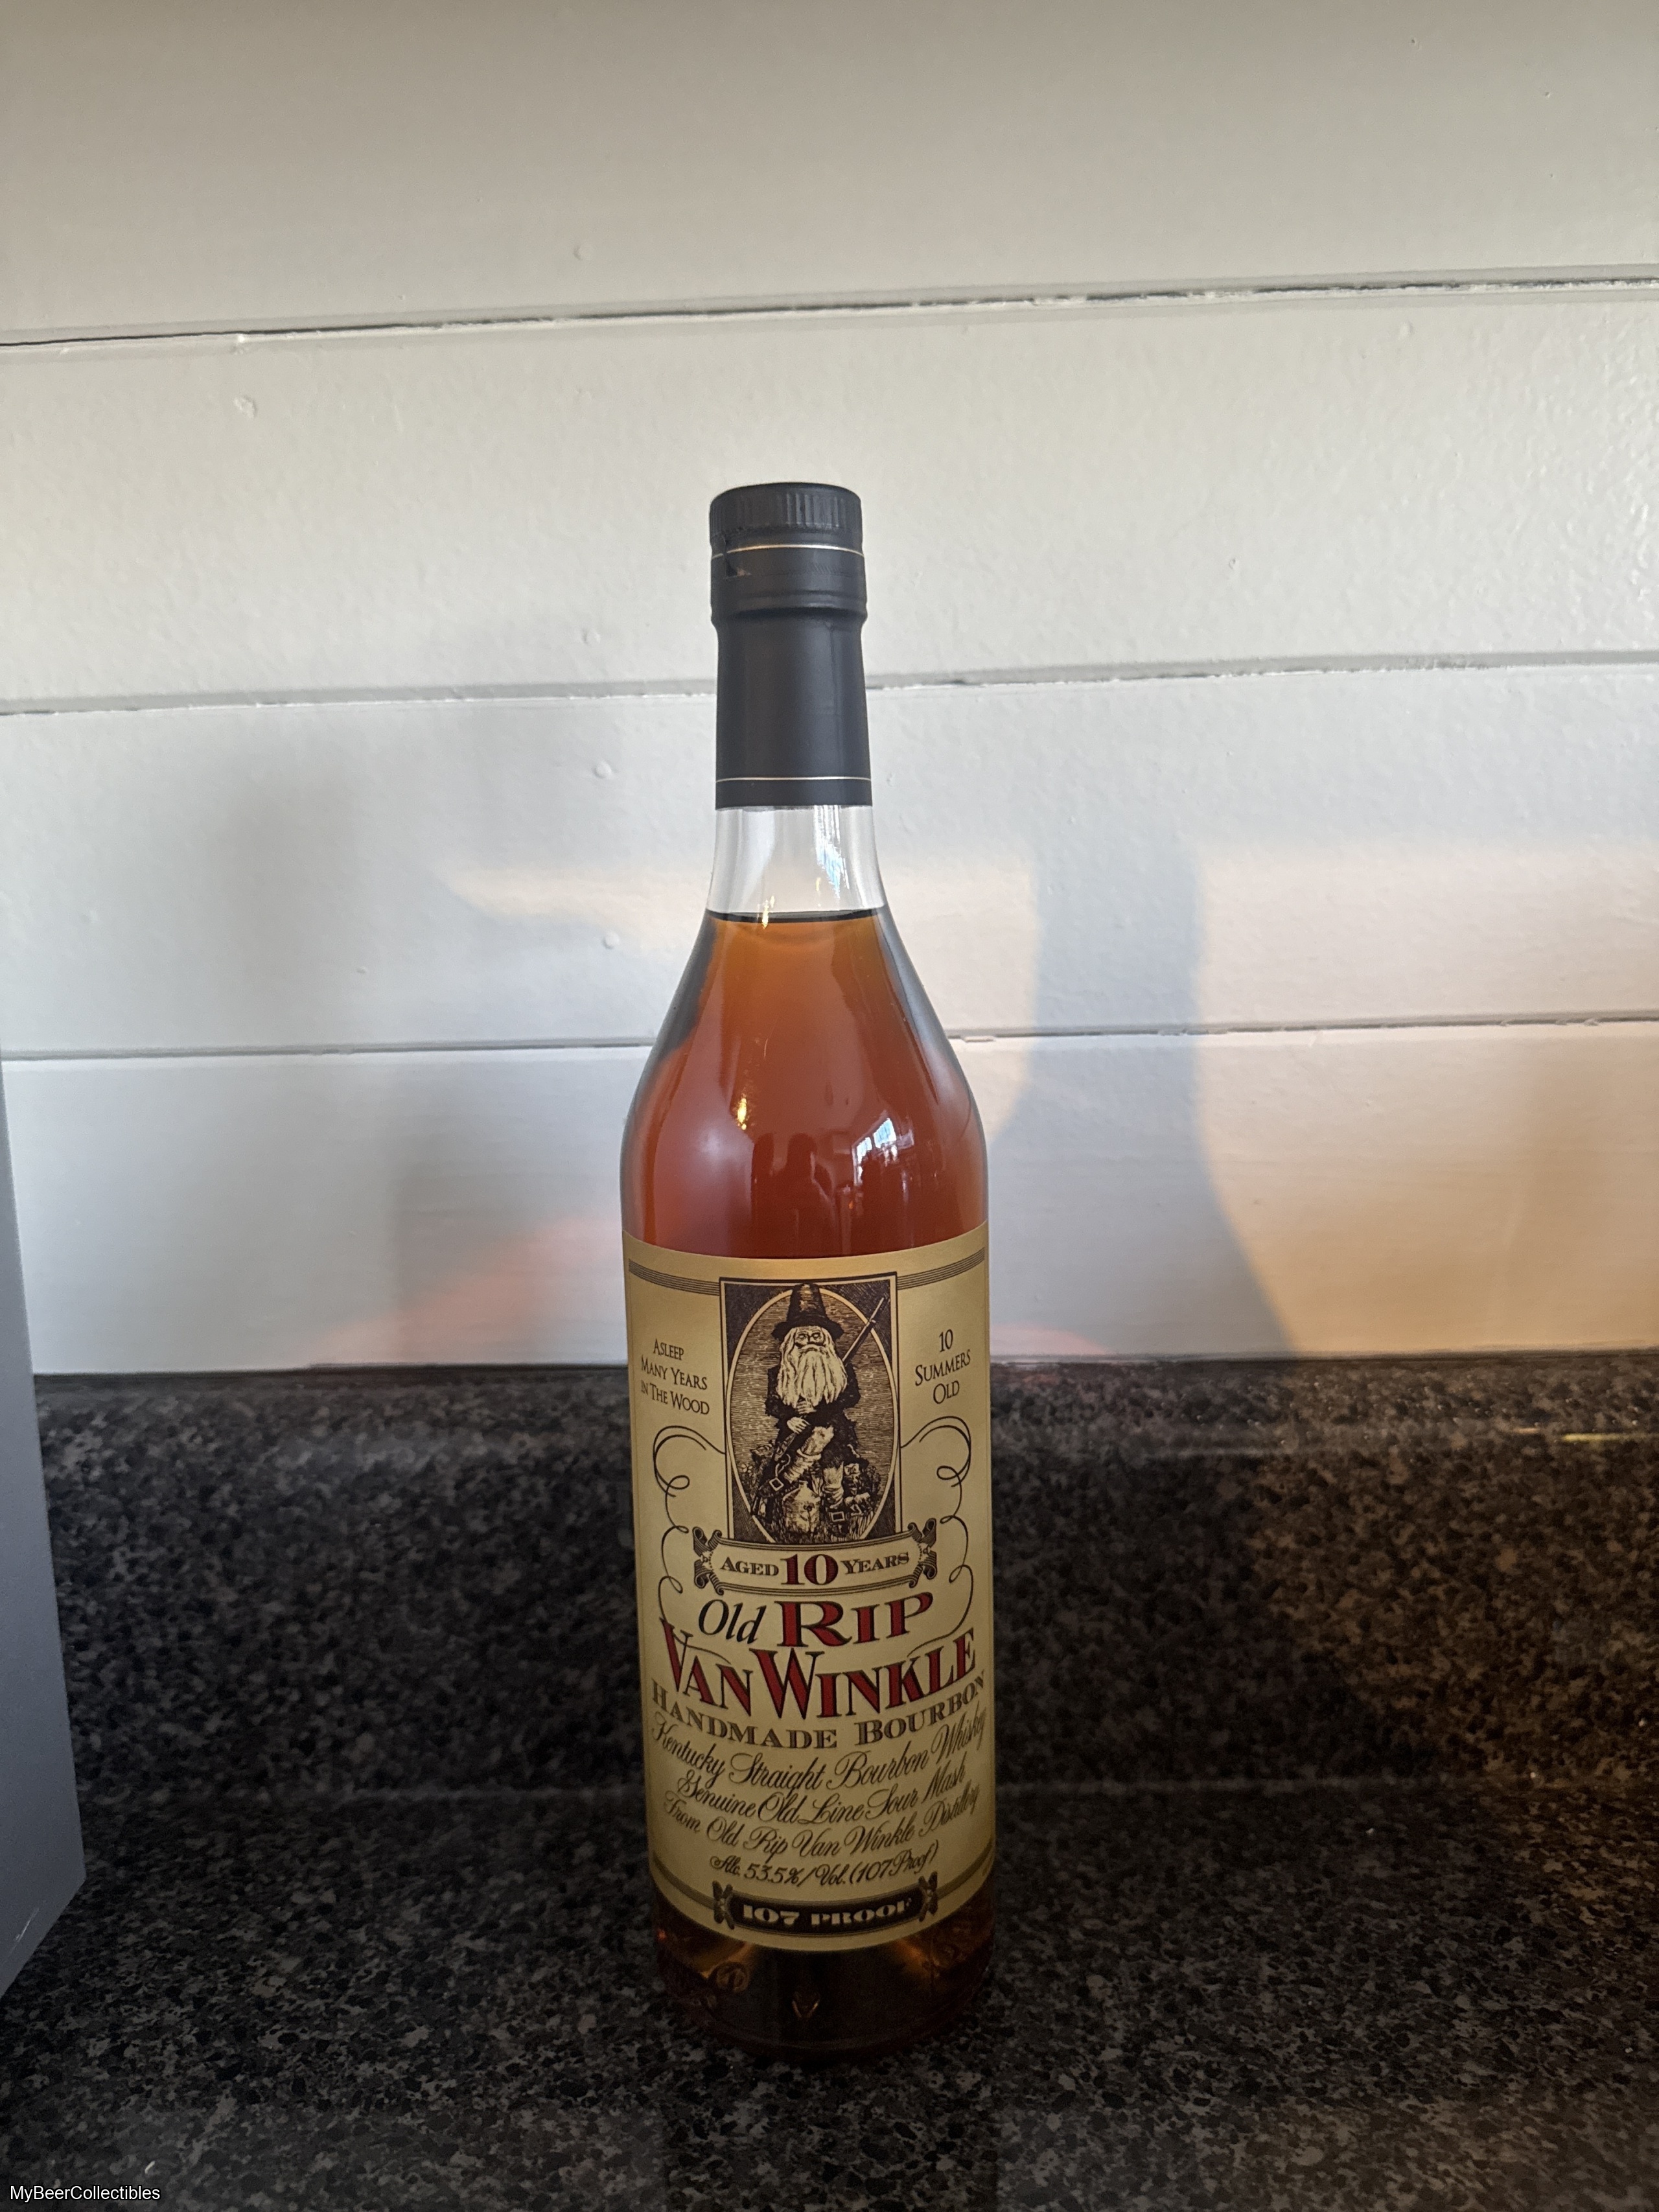 ASLEEP
MANY YEARS
IN THE WOOD
10
SUMMERS
OLD
AGED 10 YEARS
Old RIP
VAN WINKLE
HANDMADE BOURBON
Kentucky Straight Bourbon Whisky
Genuine Old Line Sour Mash
From Old Rip Van Winkle Distillery
Alc. 53.5%/Vol. (107 Proof)
107 PROOF
MyBeerCollectibles